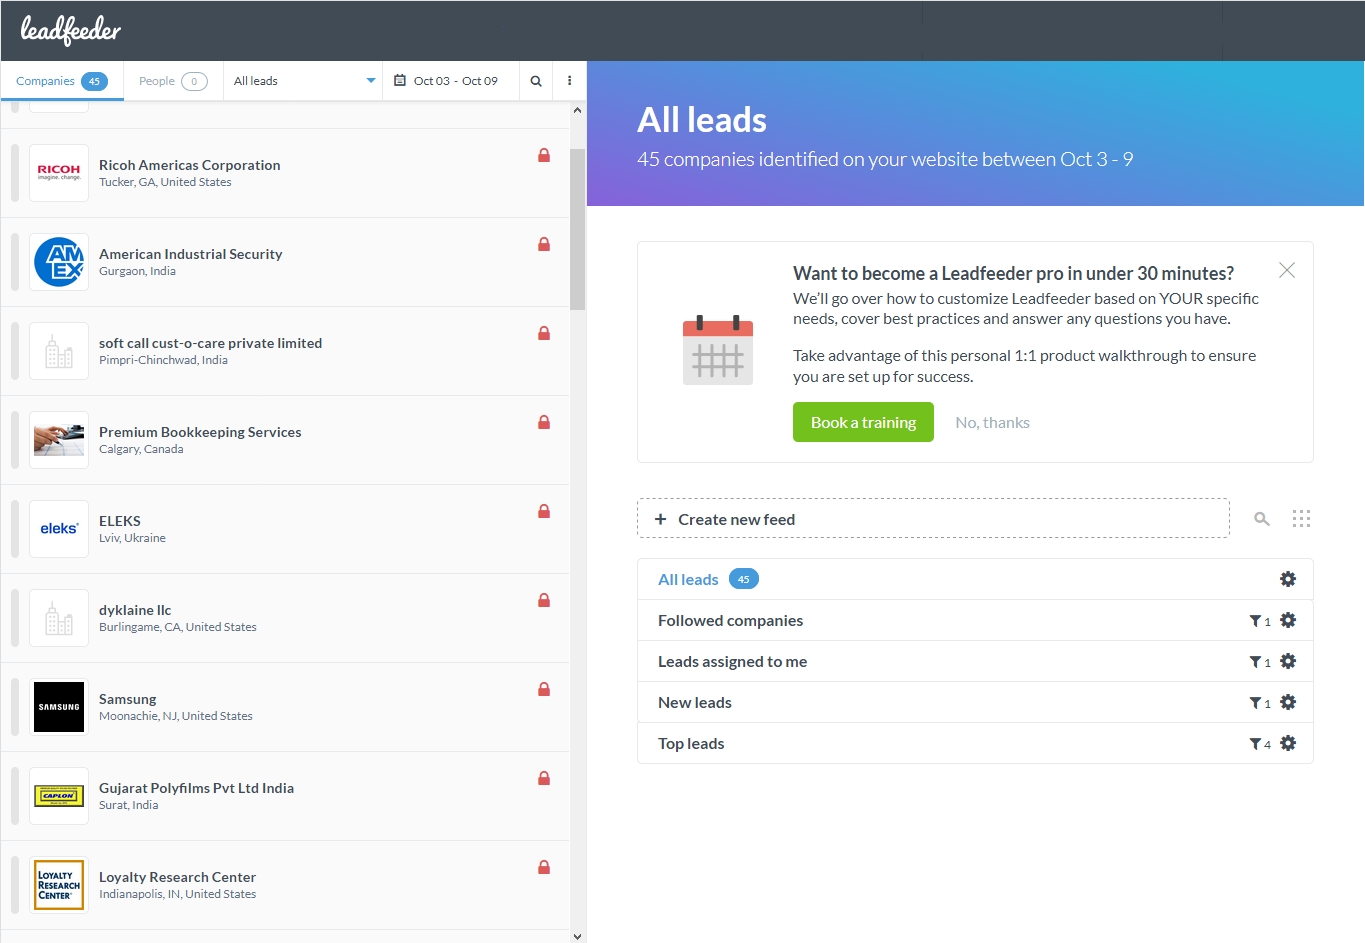 leadfeeder
Companies 45
People 0
All leads
Oct 03 - Oct 09
RICOH
imagine. change.
Ricoh Americas Corporation
Tucker, GA, United States
AM
EX
American Industrial Security
Gurgaon, India
soft call cust-o-care private limited
Pimpri-Chinchwad, India
Premium Bookkeeping Services
Calgary, Canada
eleks
ELEKS
Lviv, Ukraine
dyklaine llc
Burlingame, CA, United States
SAMSUNG
Samsung
Moonachie, NJ, United States
CAPLON
Gujarat Polyfilms Pvt Ltd India
Surat, India
LOYALTY
RESEARCH
CENTER
Loyalty Research Center
Indianapolis, IN, United States
All leads
45 companies identified on your website between Oct 3 - 9
Want to become a Leadfeeder pro in under 30 minutes?
We'll go over how to customize Leadfeeder based on YOUR specific
needs, cover best practices and answer any questions you have.
Take advantage of this personal 1:1 product walkthrough to ensure
you are set up for success.
Book a training
No, thanks
+ Create new feed
All leads 45
Followed companies 1
Leads assigned to me 1
New leads 1
Top leads 4